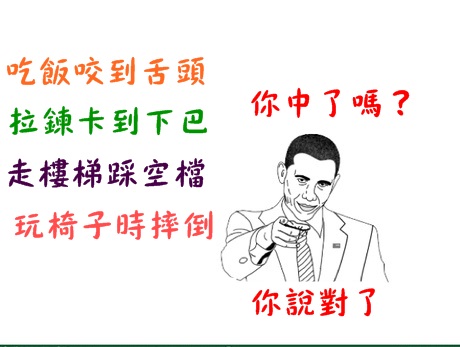 吃飯咬到舌頭
拉鍊卡到下巴
走樓梯踩空檔
玩椅子時摔倒
你中了嗎？
你說對了